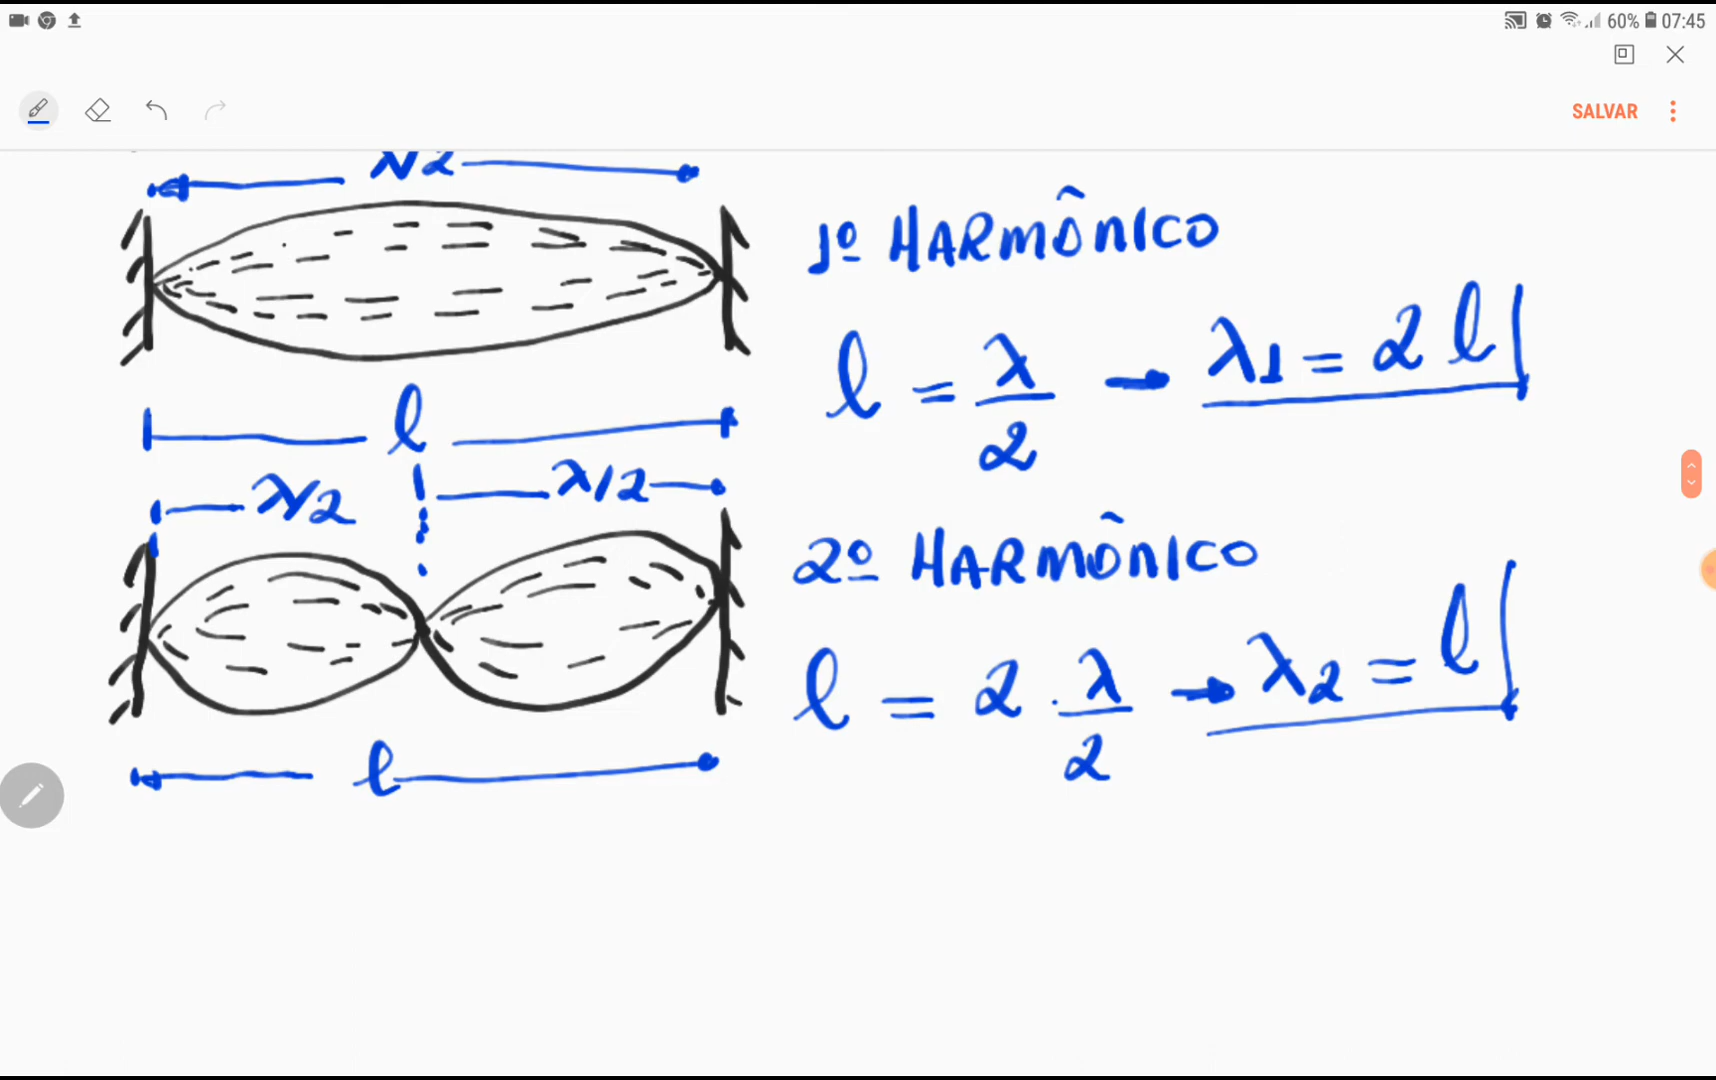 60% 07:45
SALVAR
λ/2
1º HARMÔNICO
l = λ/2 → λ1 = 2l
l
λ/2 λ/2
2º HARMÔNICO
l = 2 · λ/2 → λ2 = l
l